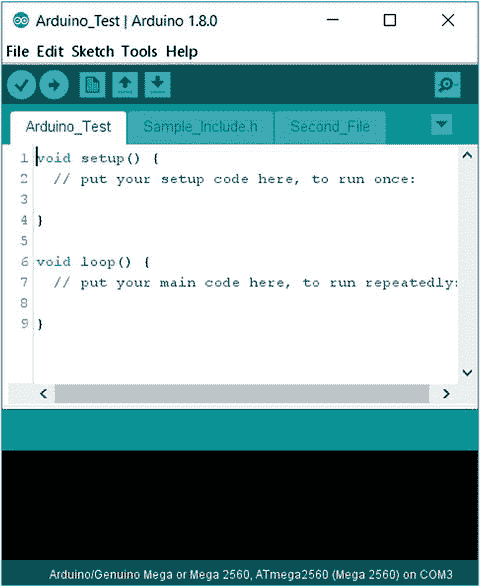 Arduino_Test | Arduino 1.8.0
File Edit Sketch Tools Help
Arduino_Test Sample_Include.h Second_File
1 void setup() {
2 // put your setup code here, to run once:
3
4 }
5
6 void loop() {
7 // put your main code here, to run repeatedly:
8
9 }
Arduino/Genuino Mega or Mega 2560, ATmega2560 (Mega 2560) on COM3